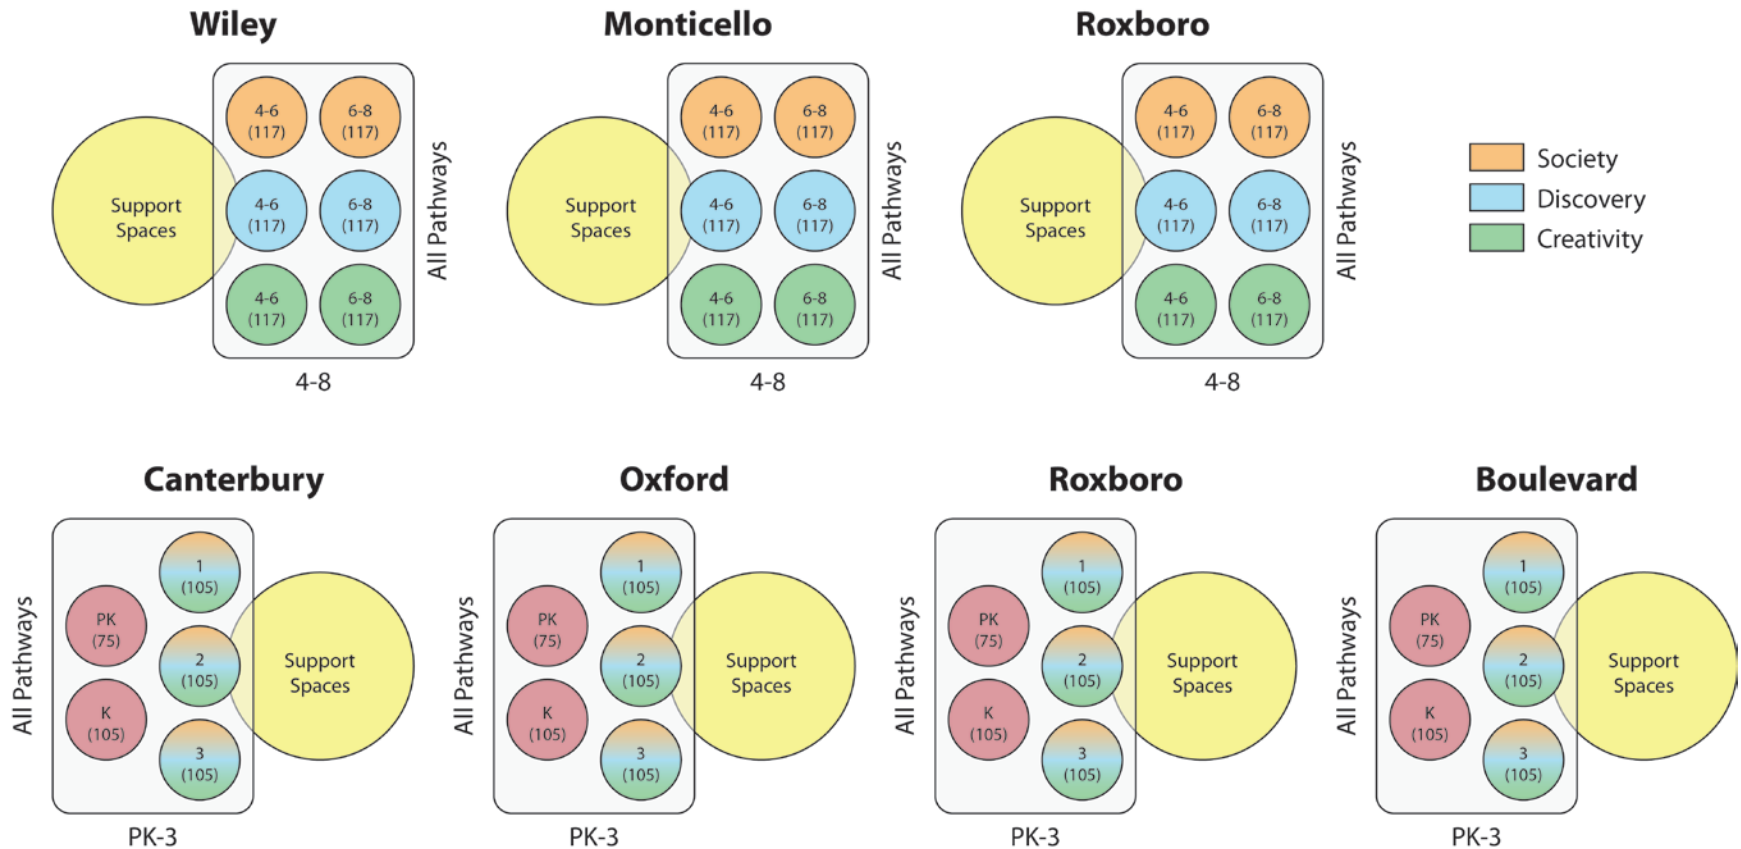 Wiley
Monticello
Roxboro
4-6
(117)
6-8
(117)
4-6
(117)
6-8
(117)
4-6
(117)
6-8
(117)
Support
Spaces
All Pathways
4-8
4-6
(117)
6-8
(117)
4-6
(117)
6-8
(117)
4-6
(117)
6-8
(117)
Support
Spaces
All Pathways
4-8
4-6
(117)
6-8
(117)
4-6
(117)
6-8
(117)
4-6
(117)
6-8
(117)
Support
Spaces
All Pathways
4-8
Society
Discovery
Creativity
Canterbury
Oxford
Roxboro
Boulevard
All Pathways
PK
(75)
K
(105)
1
(105)
2
(105)
3
(105)
Support
Spaces
PK-3
All Pathways
PK
(75)
K
(105)
1
(105)
2
(105)
3
(105)
Support
Spaces
PK-3
All Pathways
PK
(75)
K
(105)
1
(105)
2
(105)
3
(105)
Support
Spaces
PK-3
All Pathways
PK
(75)
K
(105)
1
(105)
2
(105)
3
(105)
Support
Spaces
PK-3